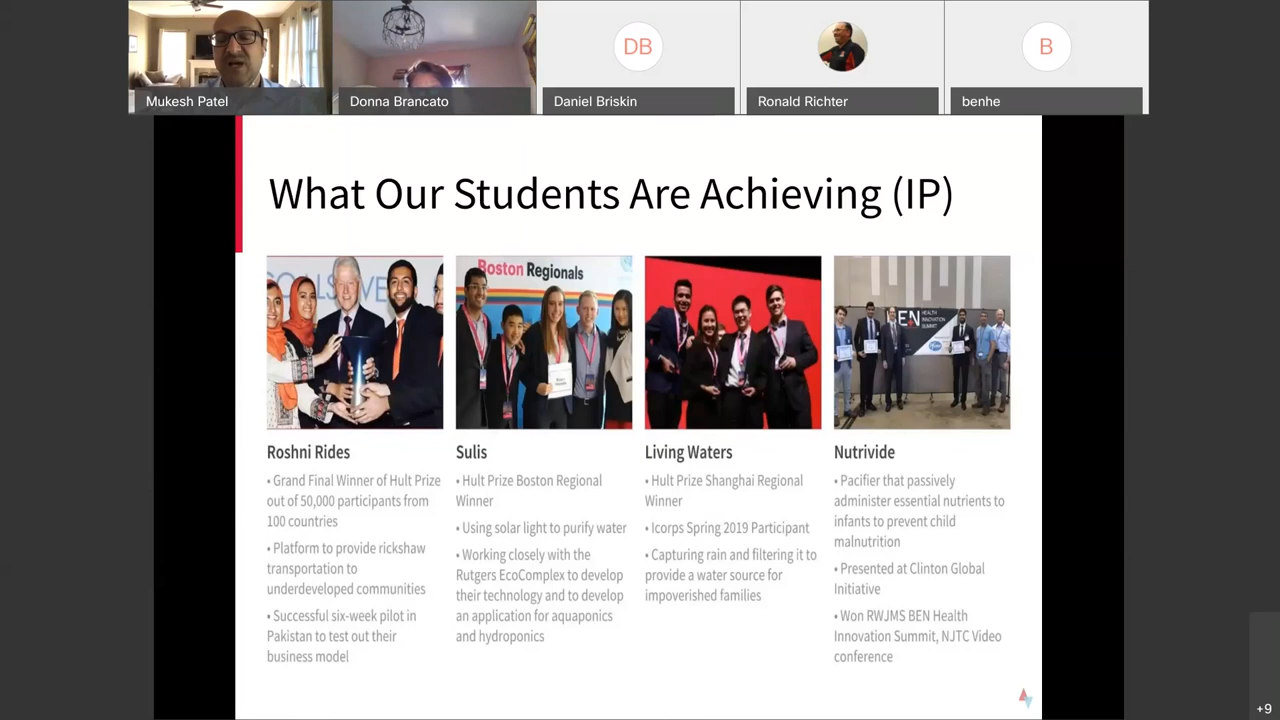 DB
B
Mukesh Patel
Donna Brancato
Daniel Briskin
Ronald Richter
benhe
What Our Students Are Achieving (IP)
Boston Regionals
EN
HEALTH
INNOVATION
SUMMIT
Roshni Rides
• Grand Final Winner of Hult Prize
out of 50,000 participants from
100 countries
• Platform to provide rickshaw
transportation to
underdeveloped communities
• Successful six-week pilot in
Pakistan to test out their
business model
Sulis
• Hult Prize Boston Regional
Winner
• Using solar light to purify water
• Working closely with the
Rutgers EcoComplex to develop
their technology and to develop
an application for aquaponics
and hydroponics
Living Waters
• Hult Prize Shanghai Regional
Winner
• Icorps Spring 2019 Participant
• Capturing rain and filtering it to
provide a water source for
impoverished families
Nutrivide
• Pacifier that passively
administer essential nutrients to
infants to prevent child
malnutrition
• Presented at Clinton Global
Initiative
• Won RWJMS BEN Health
Innovation Summit, NJTC Video
conference
+9